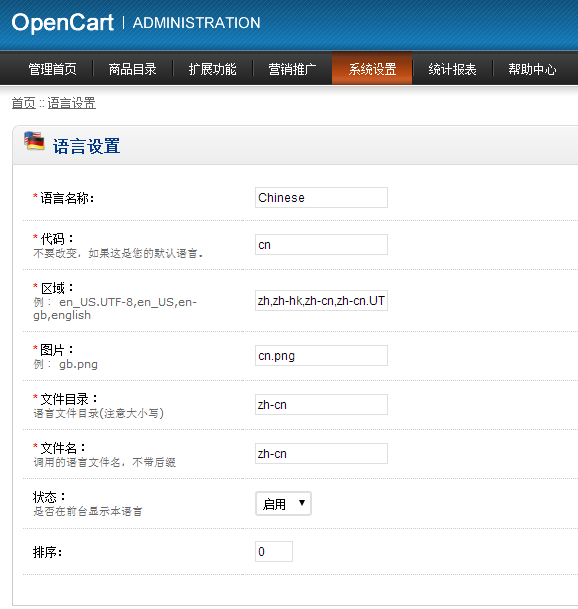 OpenCart | ADMINISTRATION
管理首页 商品目录 扩展功能 营销推广 系统设置 统计报表 帮助中心
首页 :: 语言设置
语言设置
* 语言名称： Chinese
* 代码： cn
不要改变，如果这是您的默认语言。
* 区域： zh,zh-hk,zh-cn,zh-cn.UT
例： en_US.UTF-8,en_US,en-
gb,english
* 图片： cn.png
例： gb.png
* 文件目录： zh-cn
语言文件目录(注意大小写)
* 文件名： zh-cn
调用的语言文件名，不带后缀
状态： 启用
是否在前台显示本语言
排序： 0